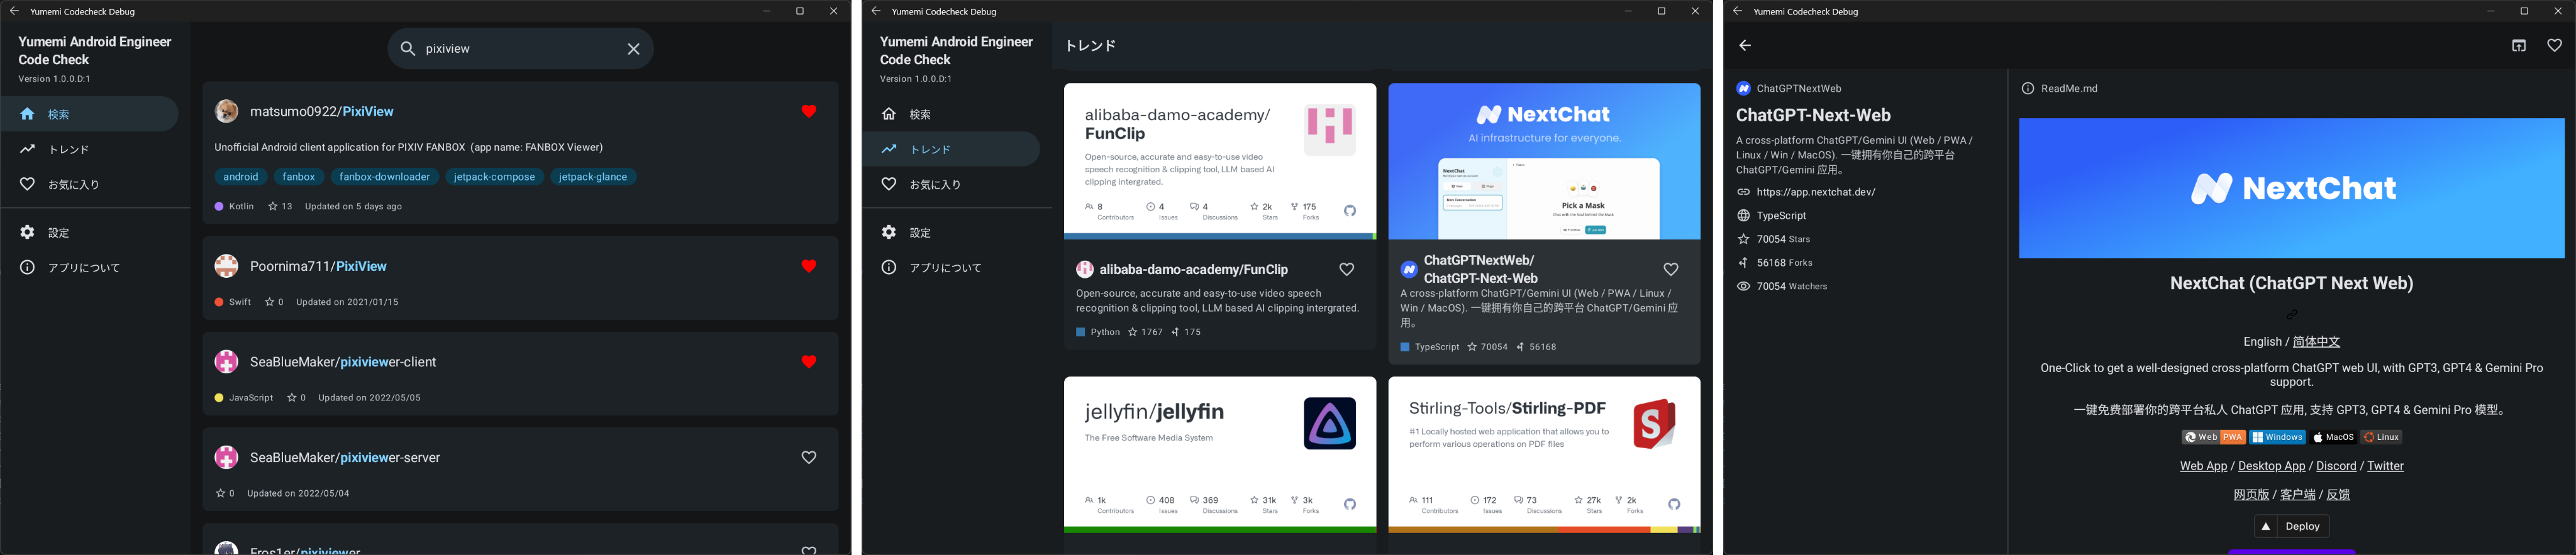 Yumemi Codecheck Debug
Yumemi Android Engineer
Code Check
Version 1.0.0.D:1
検索
トレンド
お気に入り
設定
アプリについて
pixiview
matsumo0922/PixiView
Unofficial Android client application for PIXIV FANBOX (app name: FANBOX Viewer)
android fanbox fanbox-downloader jetpack-compose jetpack-glance
Kotlin 13 Updated on 5 days ago
Poornima711/PixiView
Swift 0 Updated on 2021/01/15
SeaBlueMaker/pixiviewer-client
JavaScript 0 Updated on 2022/05/05
SeaBlueMaker/pixiviewer-server
0 Updated on 2022/05/04
Fros1er/pixiviewer
Yumemi Codecheck Debug
Yumemi Android Engineer
Code Check
Version 1.0.0.D:1
検索
トレンド
お気に入り
設定
アプリについて
トレンド
alibaba-damo-academy/
FunClip
Open-source, accurate and easy-to-use video
speech recognition & clipping tool, LLM based AI
clipping intergrated.
8 Contributors
4 Issues
4 Discussions
2k Stars
175 Forks
alibaba-damo-academy/FunClip
Open-source, accurate and easy-to-use video speech
recognition & clipping tool, LLM based AI clipping intergrated.
Python 1767 175
NextChat
AI infrastructure for everyone.
NextChat
Pick a Mask
ChatGPTNextWeb/
ChatGPT-Next-Web
A cross-platform ChatGPT/Gemini UI (Web / PWA / Linux /
Win / MacOS). 一键拥有你自己的跨平台 ChatGPT/Gemini 应
用。
TypeScript 70054 56168
jellyfin/jellyfin
The Free Software Media System
1k Contributors
408 Issues
369 Discussions
31k Stars
3k Forks
Stirling-Tools/Stirling-PDF
#1 Locally hosted web application that allows you to
perform various operations on PDF files
111 Contributors
172 Issues
73 Discussions
27k Stars
2k Forks
Yumemi Codecheck Debug
ChatGPTNextWeb
ChatGPT-Next-Web
A cross-platform ChatGPT/Gemini UI (Web / PWA /
Linux / Win / MacOS). 一键拥有你自己的跨平台
ChatGPT/Gemini 应用。
https://app.nextchat.dev/
TypeScript
70054 Stars
56168 Forks
70054 Watchers
ReadMe.md
NextChat
NextChat (ChatGPT Next Web)
English / 简体中文
One-Click to get a well-designed cross-platform ChatGPT web UI, with GPT3, GPT4 & Gemini Pro
support.
一键免费部署你的跨平台私人 ChatGPT 应用, 支持 GPT3, GPT4 & Gemini Pro 模型。
Web PWA Windows MacOS Linux
Web App / Desktop App / Discord / Twitter
网页版 / 客户端 / 反馈
Deploy